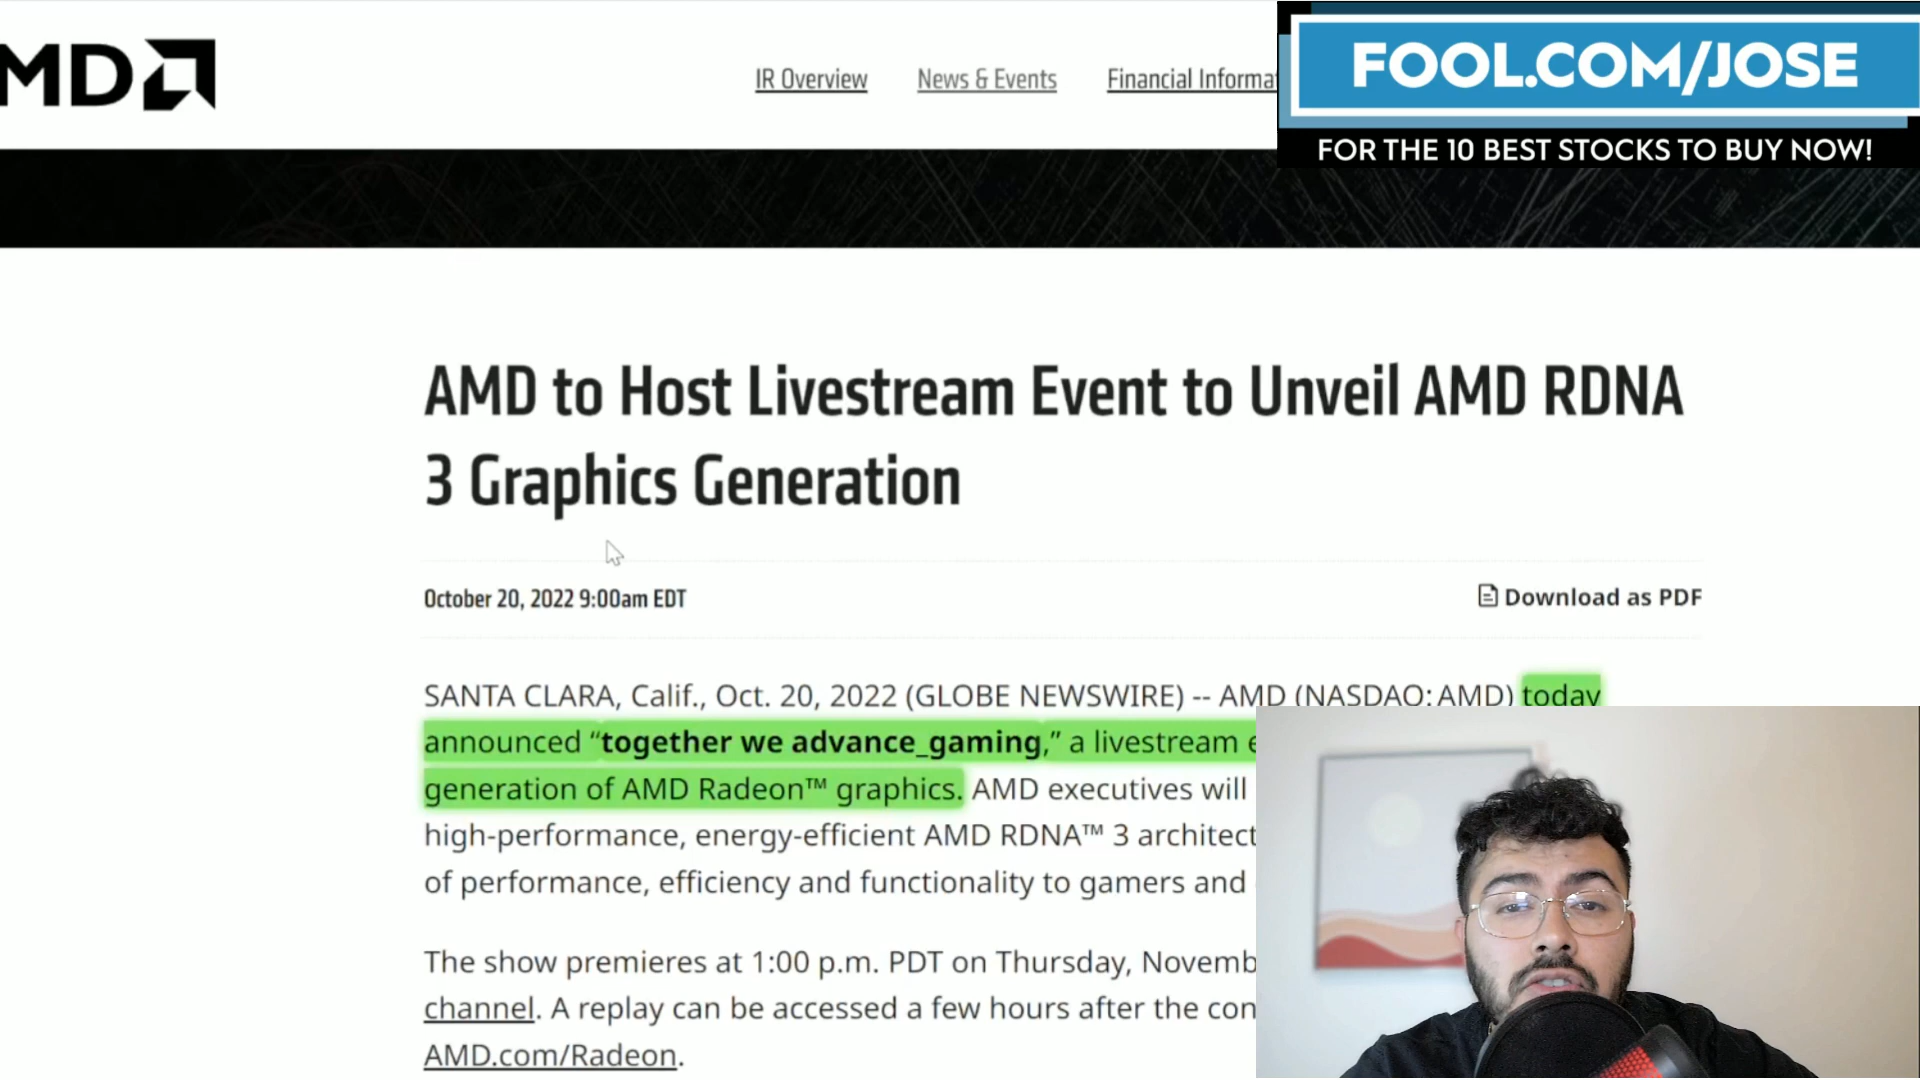 MD
IR Overview
News & Events
Financial Informa
FOOL.COM/JOSE
FOR THE 10 BEST STOCKS TO BUY NOW!
AMD to Host Livestream Event to Unveil AMD RDNA
3 Graphics Generation
October 20, 2022 9:00am EDT
Download as PDF
SANTA CLARA, Calif., Oct. 20, 2022 (GLOBE NEWSWIRE) -- AMD (NASDAQ: AMD) today
announced “together we advance_gaming,” a livestream e
generation of AMD Radeon™ graphics. AMD executives will
high-performance, energy-efficient AMD RDNA™ 3 architect
of performance, efficiency and functionality to gamers and
The show premieres at 1:00 p.m. PDT on Thursday, Novemb
channel. A replay can be accessed a few hours after the con
AMD.com/Radeon.